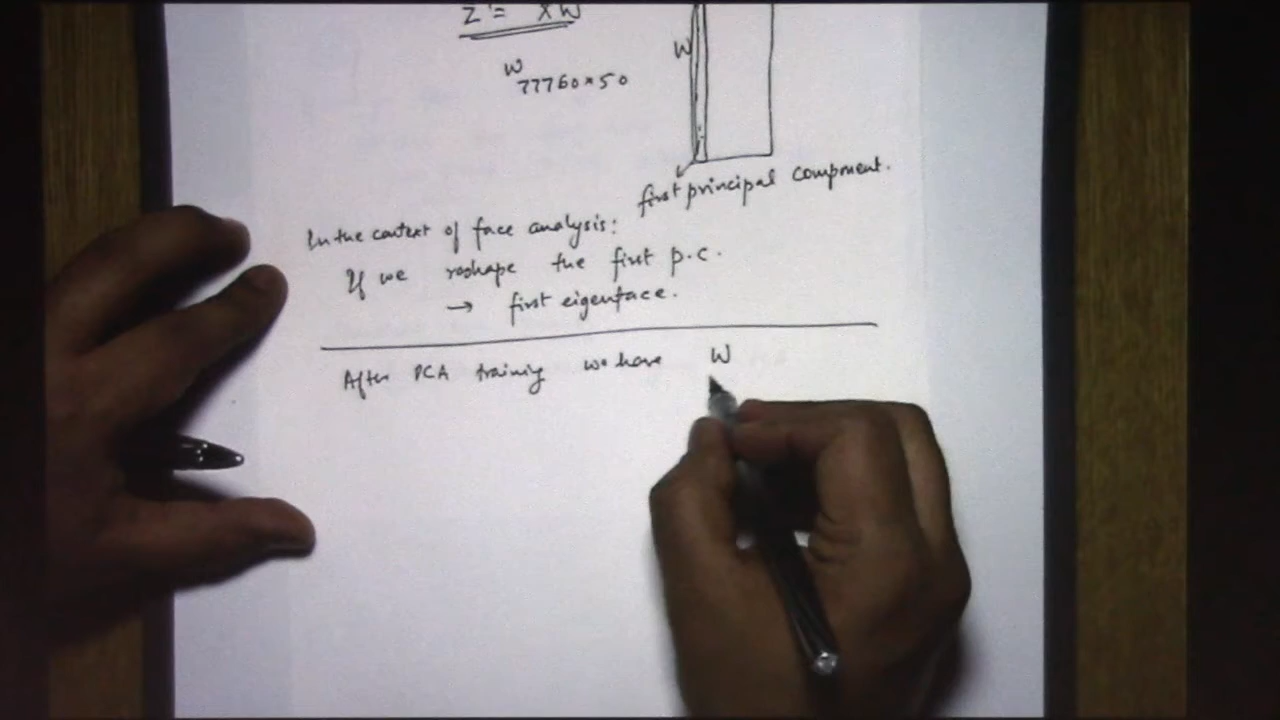 Z = XW
W
W
77760×50
first principal component.
In the context of face analysis:
If we reshape the first p.c.
→ first eigenface.
After PCA training we have W